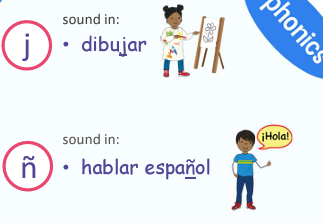 phonics
j
sound in:
• dibujar
ñ
sound in:
• hablar español
¡Hola!